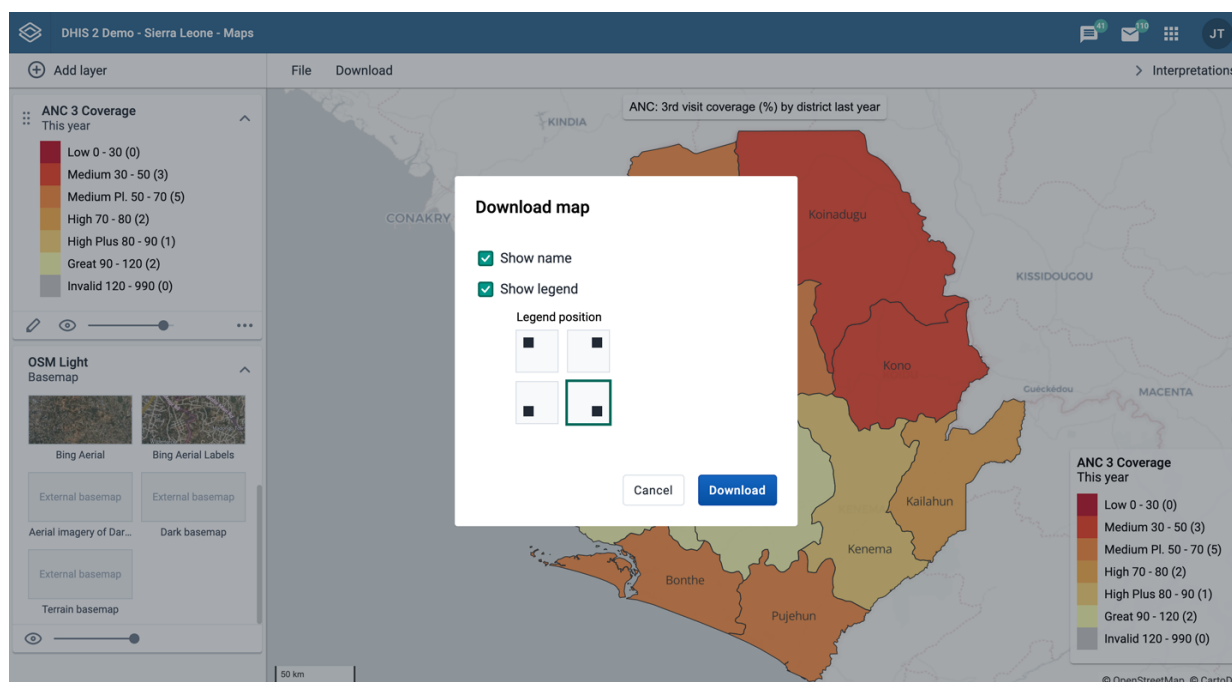 DHIS 2 Demo - Sierra Leone - Maps
41
110
JT
Add layer
File
Download
Interpretations
ANC 3 Coverage
This year
Low 0 - 30 (0)
Medium 30 - 50 (3)
Medium Pl. 50 - 70 (5)
High 70 - 80 (2)
High Plus 80 - 90 (1)
Great 90 - 120 (2)
Invalid 120 - 990 (0)
OSM Light
Basemap
Bing Aerial
Bing Aerial Labels
External basemap
External basemap
Aerial imagery of Dar...
Dark basemap
External basemap
Terrain basemap
ANC: 3rd visit coverage (%) by district last year
KINDIA
CONAKRY
Koinadugu
KISSIDOUGOU
Kono
Guéckédou
MACENTA
Kailahun
Kenema
Bonthe
Pujehun
Download map
Show name
Show legend
Legend position
Cancel
Download
ANC 3 Coverage
This year
Low 0 - 30 (0)
Medium 30 - 50 (3)
Medium Pl. 50 - 70 (5)
High 70 - 80 (2)
High Plus 80 - 90 (1)
Great 90 - 120 (2)
Invalid 120 - 990 (0)
50 km
© OpenStreetMap, © Carto